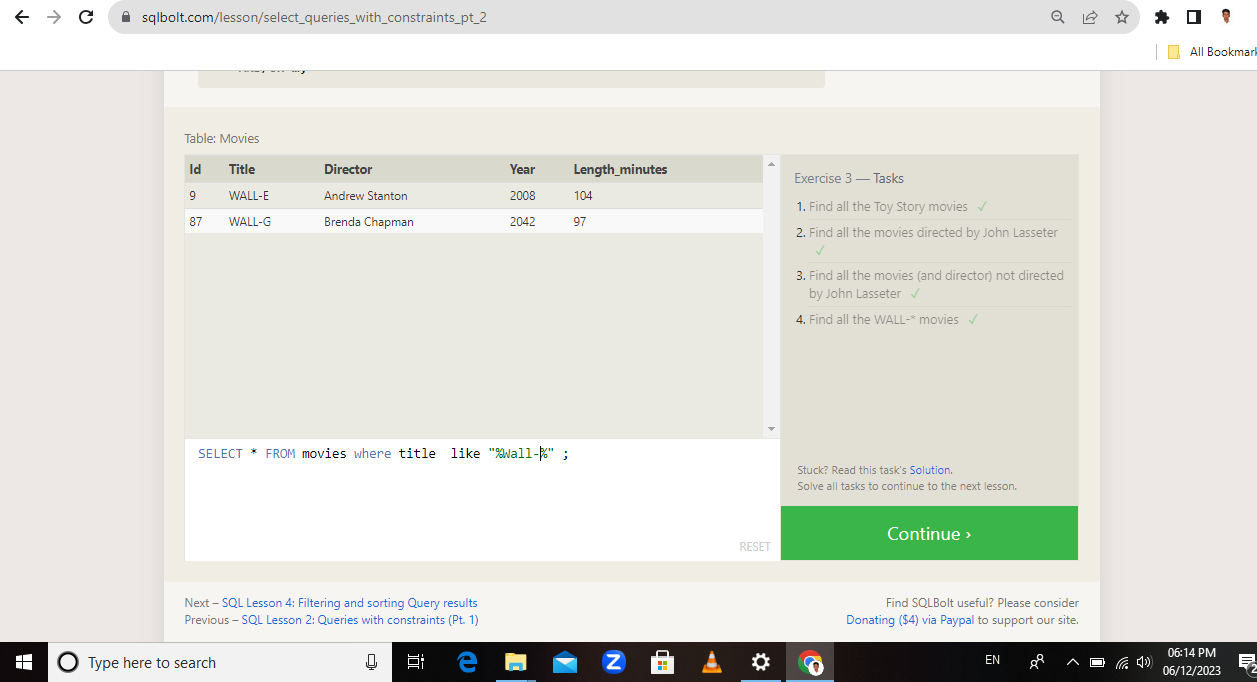 sqlbolt.com/lesson/select_queries_with_constraints_pt_2
All Bookmark
Table: Movies
Id Title Director Year Length_minutes
9 WALL-E Andrew Stanton 2008 104
87 WALL-G Brenda Chapman 2042 97
Exercise 3 — Tasks
1. Find all the Toy Story movies ✓
2. Find all the movies directed by John Lasseter
✓
3. Find all the movies (and director) not directed
by John Lasseter ✓
4. Find all the WALL-* movies ✓
SELECT * FROM movies where title  like "%Wall-%" ;
RESET
Stuck? Read this task's Solution.
Solve all tasks to continue to the next lesson.
Continue ›
Next – SQL Lesson 4: Filtering and sorting Query results
Previous – SQL Lesson 2: Queries with constraints (Pt. 1)
Find SQLBolt useful? Please consider
Donating ($4) via Paypal to support our site.
Type here to search
EN
06:14 PM
06/12/2023
2